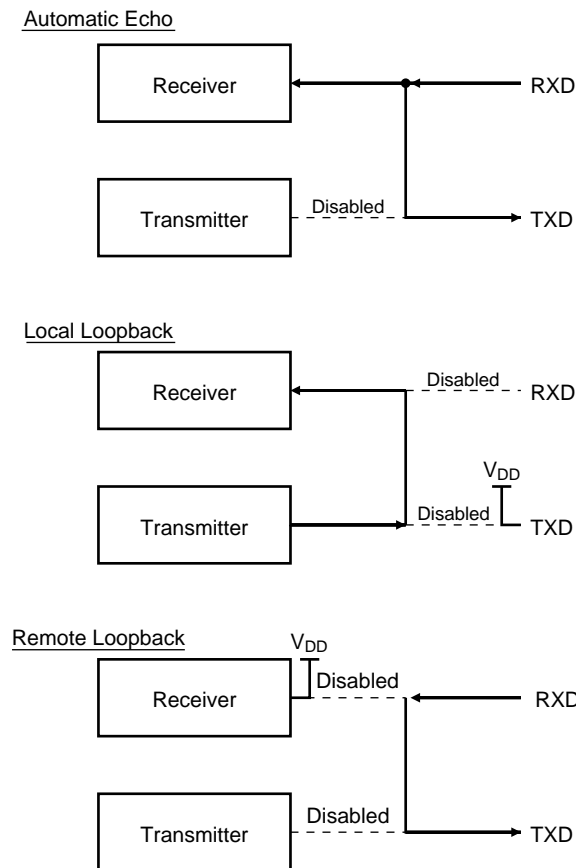 Automatic Echo
Receiver
RXD
Transmitter
Disabled
TXD
Local Loopback
Receiver
Disabled
RXD
VDD
Transmitter
Disabled
TXD
Remote Loopback
VDD
Receiver
Disabled
RXD
Transmitter
Disabled
TXD